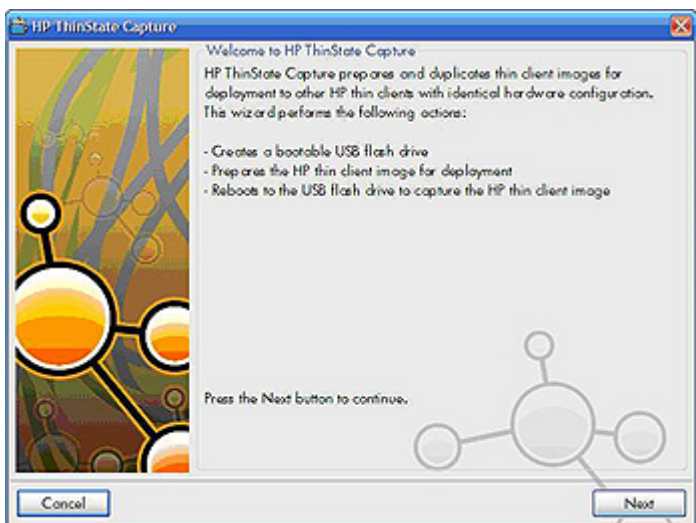 HP ThinState Capture
Welcome to HP ThinState Capture
HP ThinState Capture prepares and duplicates thin client images for
deployment to other HP thin clients with identical hardware configuration.
This wizard performs the following actions:
- Creates a bootable USB flash drive
- Prepares the HP thin client image for deployment
- Reboots to the USB flash drive to capture the HP thin client image
Press the Next button to continue.
Cancel
Next